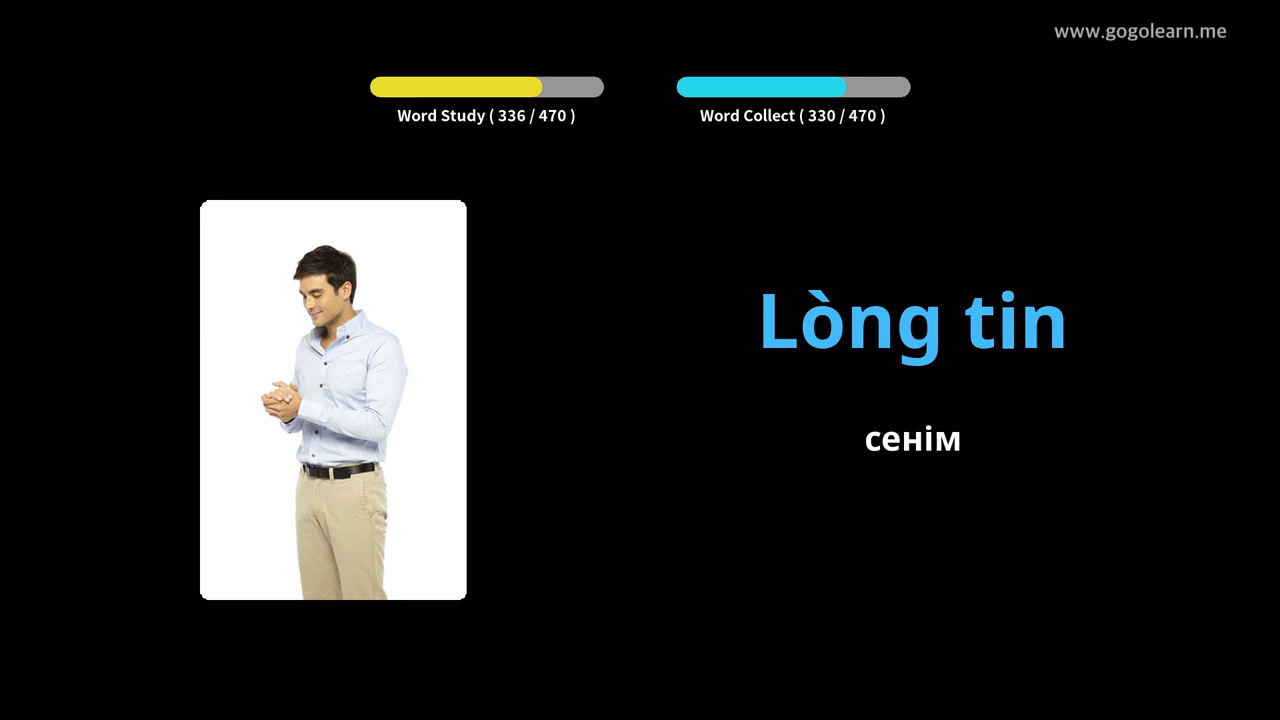 www.gogolearn.me
Word Study ( 336 / 470 )
Word Collect ( 330 / 470 )
Lòng tin
сенім